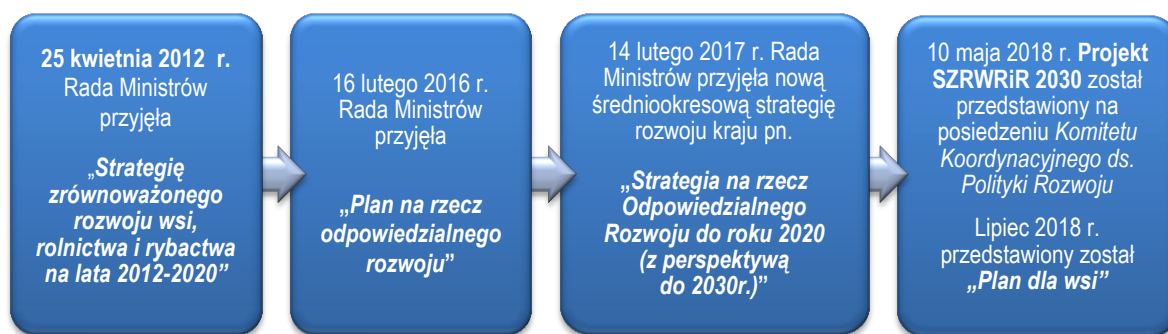 25 kwietnia 2012 r.
Rada Ministrów
przyjęła
„Strategię
zrównoważonego
rozwoju wsi,
rolnictwa i rybactwa
na lata 2012-2020”
16 lutego 2016 r.
Rada Ministrów
przyjęła
„Plan na rzecz
odpowiedzialnego
rozwoju”
14 lutego 2017 r. Rada
Ministrów przyjęła nową
średniookresową strategię
rozwoju kraju pn.
„Strategia na rzecz
Odpowiedzialnego
Rozwoju do roku 2020
(z perspektywą
do 2030r.)”
10 maja 2018 r. Projekt
SZRWRiR 2030 został
przedstawiony na
posiedzeniu Komitetu
Koordynacyjnego ds.
Polityki Rozwoju
Lipiec 2018 r.
przedstawiony został
„Plan dla wsi”